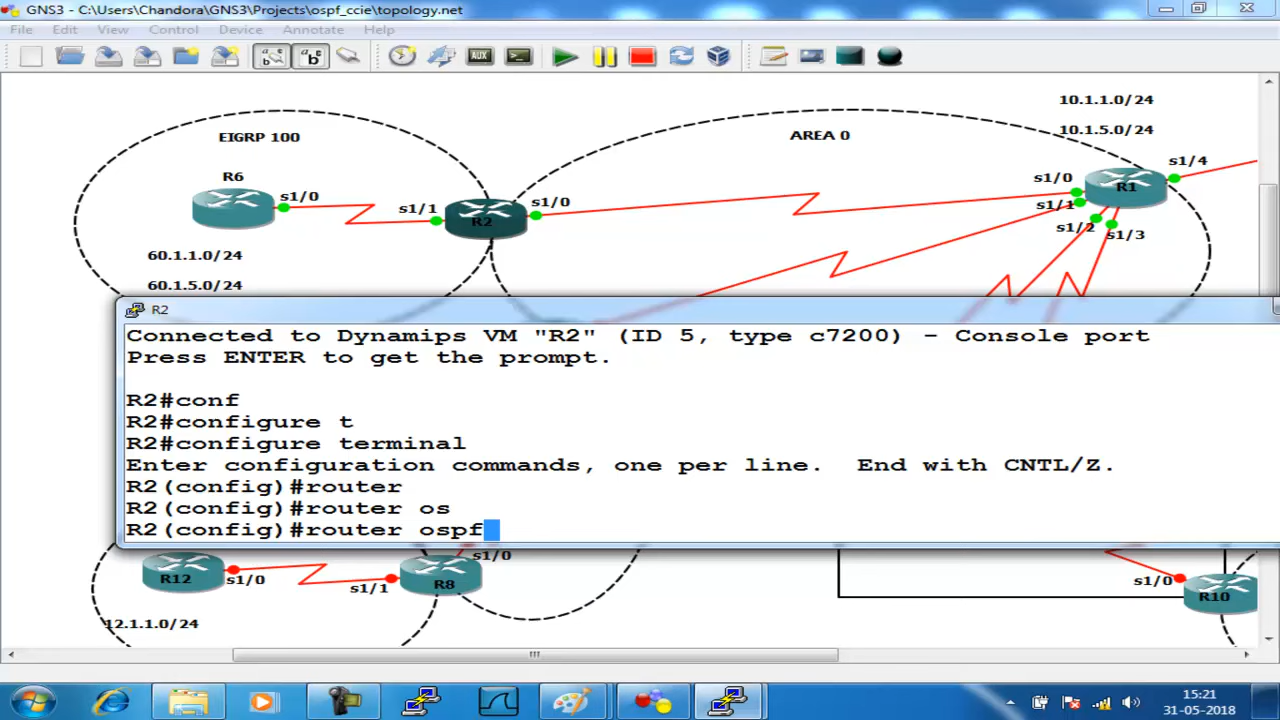 GNS3 - C:\Users\Chandora\GNS3\Projects\ospf_ccie\topology.net
File Edit View Control Device Annotate Help
a b c
abc
AUX
10.1.1.0/24
EIGRP 100
AREA 0
10.1.5.0/24
R6
s1/0
s1/1
R2
s1/0
s1/0
s1/4
R1
s1/1
s1/2
s1/3
60.1.1.0/24
60.1.5.0/24
R2
Connected to Dynamips VM "R2" (ID 5, type c7200) - Console port
Press ENTER to get the prompt.
R2#conf
R2#configure t
R2#configure terminal
Enter configuration commands, one per line. End with CNTL/Z.
R2(config)#router
R2(config)#router os
R2(config)#router ospf
R12
s1/0
s1/1
R8
s1/0
s1/0
R10
12.1.1.0/24
15:21
31-05-2018